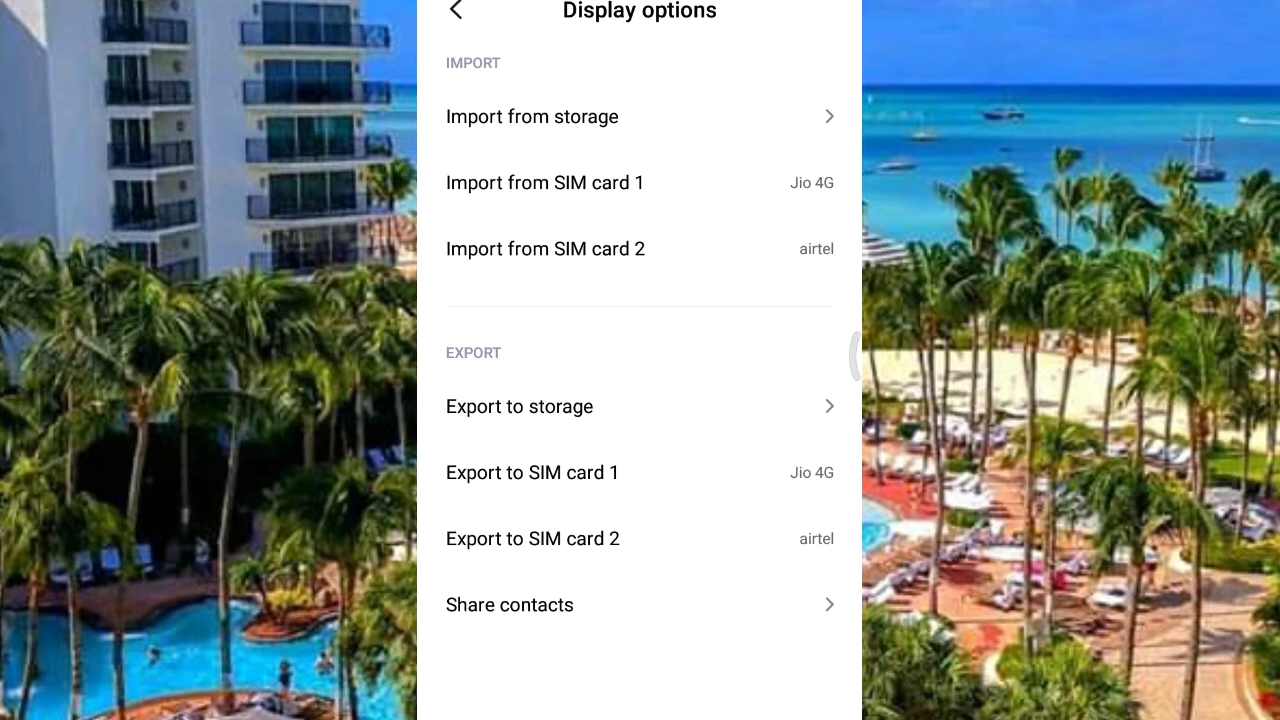 Display options
IMPORT
Import from storage
Import from SIM card 1 Jio 4G
Import from SIM card 2 airtel
EXPORT
Export to storage
Export to SIM card 1 Jio 4G
Export to SIM card 2 airtel
Share contacts